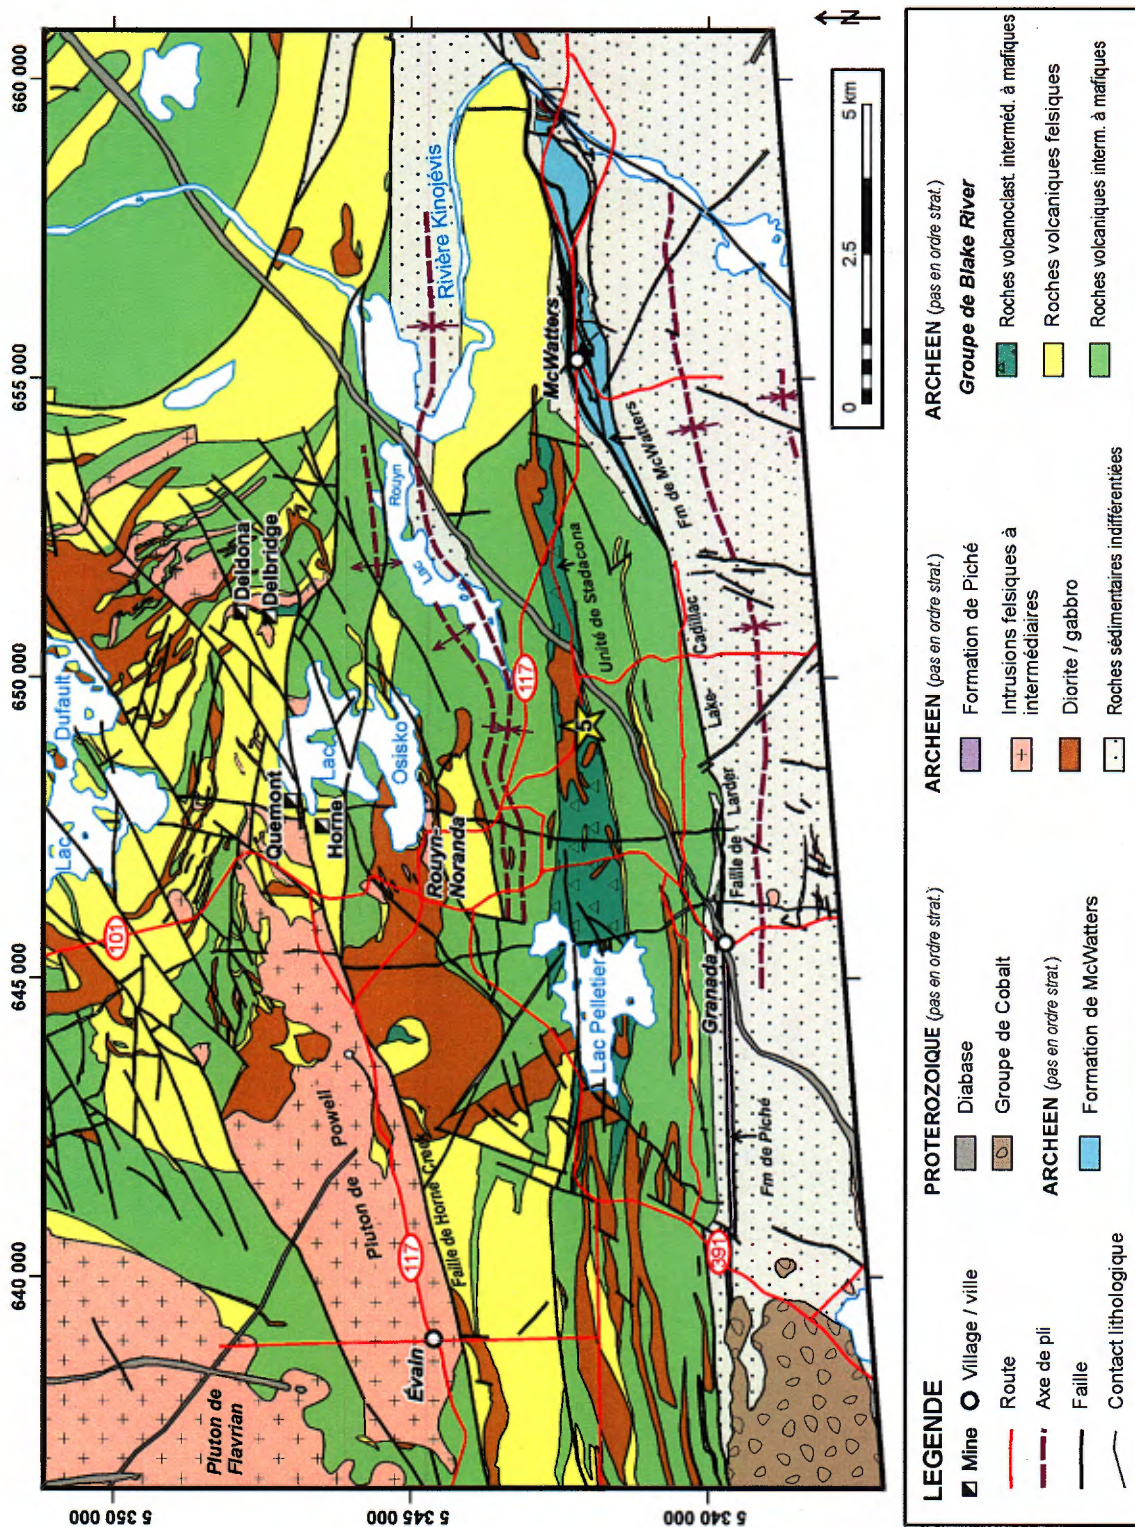 640 000
645 000
650 000
655 000
660 000
5 350 000
5 345 000
5 340 000
Pluton de
Flavrian
Évain
117
Pluton de Powell
Faille de Horne Creek
101
Quemont
Horne
Lac
Dufault
Lac
Osisko
Rouyn-
Noranda
Deldona
Delbridge
Lac
Rouyn
117
Rivière Kinojévis
Lac Pelletier
5
Unité de Stadacona
McWatters
Fm de McWatters
391
Fm de Piché
Granada
Faille de Larder Lake Cadillac
N
0
2.5
5 km
LEGENDE
Mine
Village / ville
Route
Axe de pli
Faille
Contact lithologique
PROTEROZOIQUE (pas en ordre strat.)
Diabase
Groupe de Cobalt
ARCHEEN (pas en ordre strat.)
Formation de McWatters
ARCHEEN (pas en ordre strat.)
Formation de Piché
Intrusions felsiques à
intermédiaires
Diorite / gabbro
Roches sédimentaires indifférentiées
ARCHEEN (pas en ordre strat.)
Groupe de Blake River
Roches volcanoclast. interméd. à mafiques
Roches volcaniques felsiques
Roches volcaniques interm. à mafiques